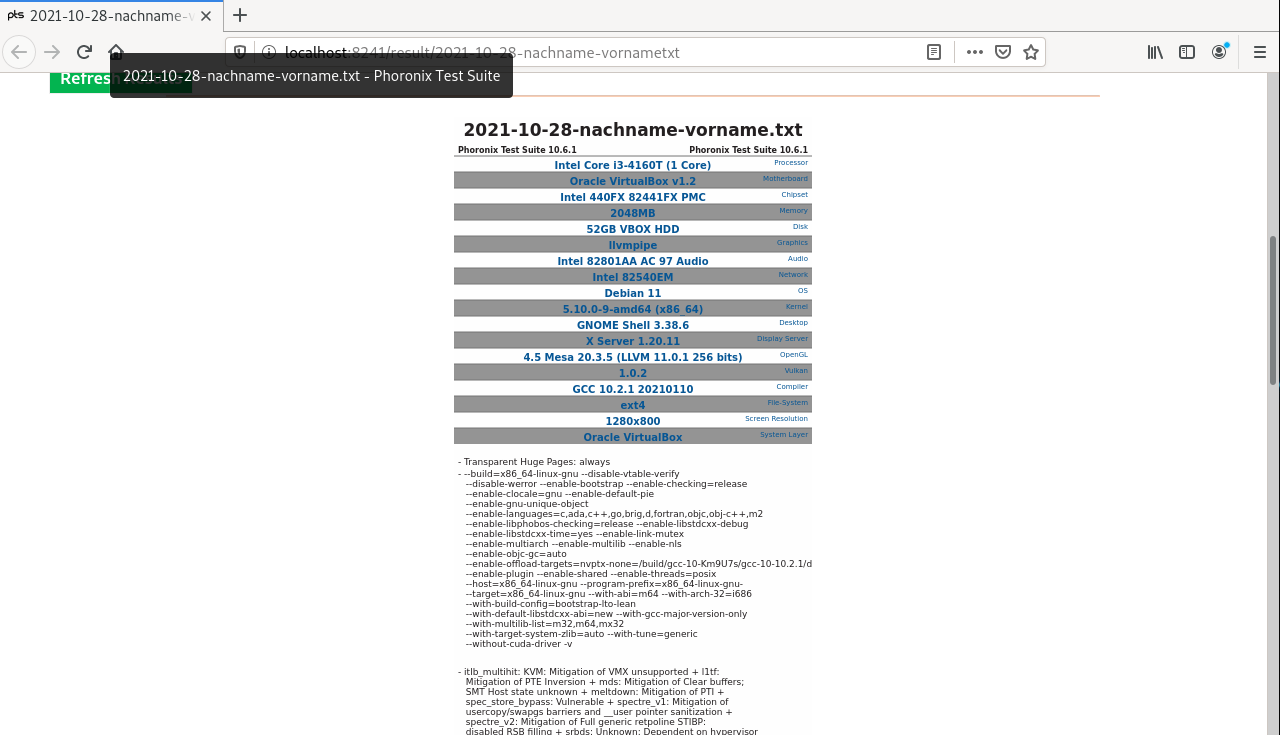 pts 2021-10-28-nachname-v
localhost:8241/result/2021-10-28-nachname-vornametxt
2021-10-28-nachname-vorname.txt - Phoronix Test Suite
Refres
2021-10-28-nachname-vorname.txt
Phoronix Test Suite 10.6.1 Phoronix Test Suite 10.6.1
Intel Core i3-4160T (1 Core) Processor
Oracle VirtualBox v1.2 Motherboard
Intel 440FX 82441FX PMC Chipset
2048MB Memory
52GB VBOX HDD Disk
llvmpipe Graphics
Intel 82801AA AC 97 Audio Audio
Intel 82540EM Network
Debian 11 OS
5.10.0-9-amd64 (x86_64) Kernel
GNOME Shell 3.38.6 Desktop
X Server 1.20.11 Display Server
4.5 Mesa 20.3.5 (LLVM 11.0.1 256 bits) OpenGL
1.0.2 Vulkan
GCC 10.2.1 20210110 Compiler
ext4 File-System
1280x800 Screen Resolution
Oracle VirtualBox System Layer
- Transparent Huge Pages: always
- --build=x86_64-linux-gnu --disable-vtable-verify
--disable-werror --enable-bootstrap --enable-checking=release
--enable-clocale=gnu --enable-default-pie
--enable-gnu-unique-object
--enable-languages=c,ada,c++,go,brig,d,fortran,objc,obj-c++,m2
--enable-libphobos-checking=release --enable-libstdcxx-debug
--enable-libstdcxx-time=yes --enable-link-mutex
--enable-multiarch --enable-multilib --enable-nls
--enable-objc-gc=auto
--enable-offload-targets=nvptx-none=/build/gcc-10-Km9U7s/gcc-10-10.2.1/d
--enable-plugin --enable-shared --enable-threads=posix
--host=x86_64-linux-gnu --program-prefix=x86_64-linux-gnu-
--target=x86_64-linux-gnu --with-abi=m64 --with-arch-32=i686
--with-build-config=bootstrap-lto-lean
--with-default-libstdcxx-abi=new --with-gcc-major-version-only
--with-multilib-list=m32,m64,mx32
--with-target-system-zlib=auto --with-tune=generic
--without-cuda-driver -v
- itlb_multihit: KVM: Mitigation of VMX unsupported + l1tf:
Mitigation of PTE Inversion + mds: Mitigation of Clear buffers;
SMT Host state unknown + meltdown: Mitigation of PTI +
spec_store_bypass: Vulnerable + spectre_v1: Mitigation of
usercopy/swapgs barriers and __user pointer sanitization +
spectre_v2: Mitigation of Full generic retpoline STIBP:
disabled RSB filling + srbds: Unknown: Dependent on hypervisor